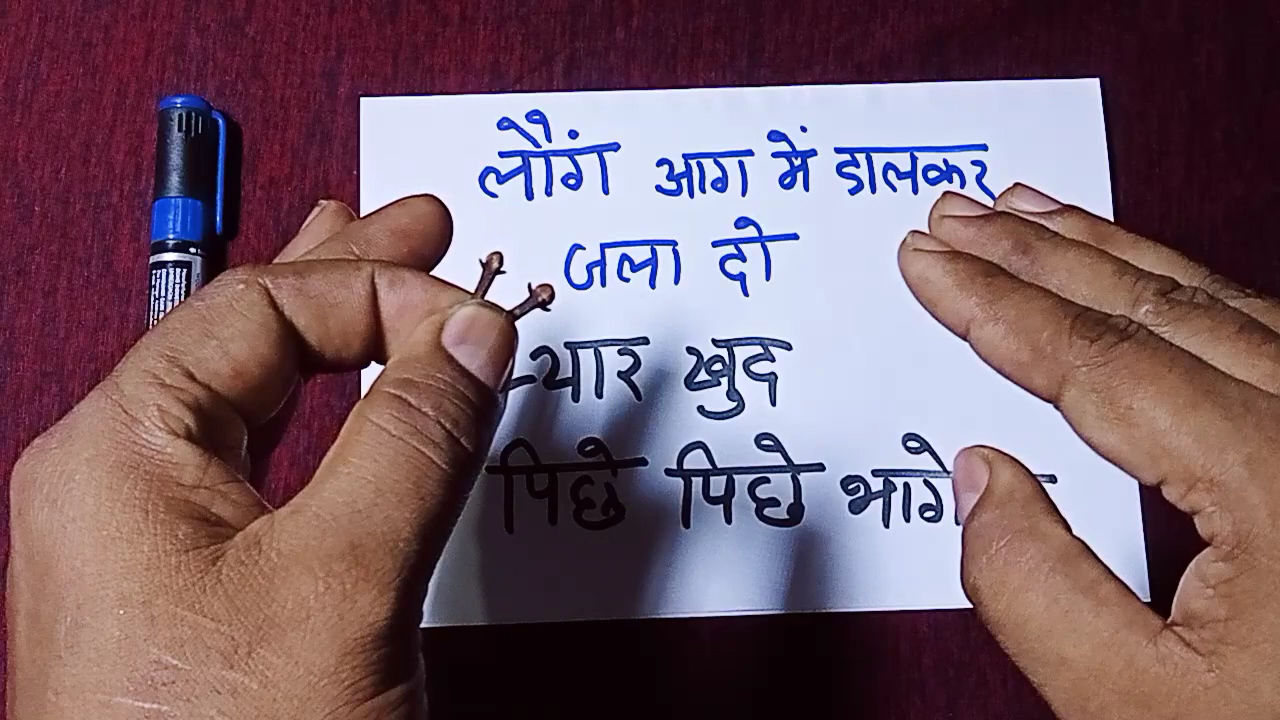 लौंग आग में डालकर
जला दो
प्यार खुद
पिछे पिछे